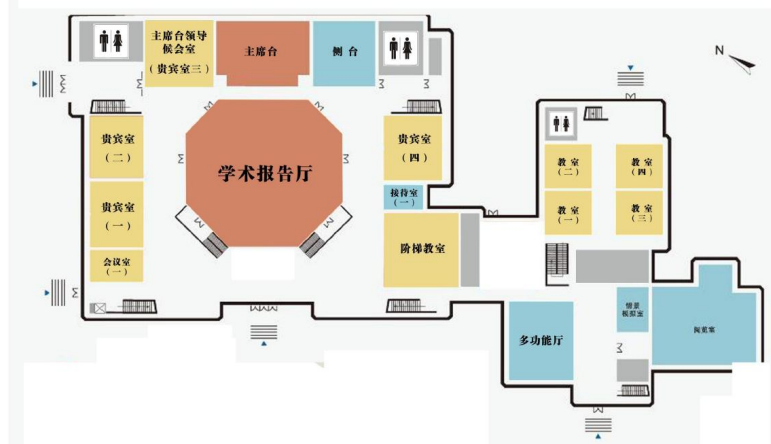 主席台领导
候会室
(贵宾室三)
主席台
侧 台
N
贵宾室
(二)
学术报告厅
贵宾室
(四)
教 室
(二)
教 室
(四)
接待室
(一)
贵宾室
(一)
教 室
(一)
教 室
(三)
阶梯教室
会议室
(一)
情景
模拟室
多功能厅
阅览室